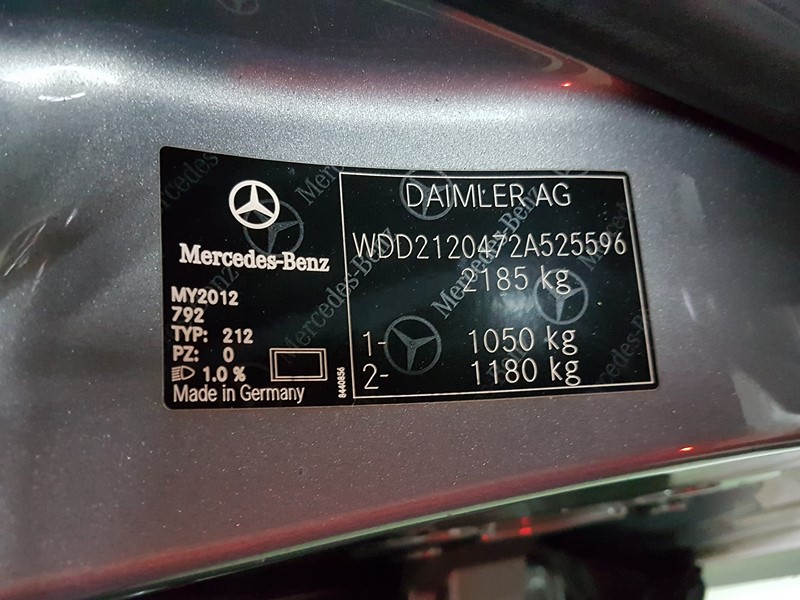 Mercedes-Benz
MY2012
792
TYP: 212
PZ: 0
1.0 %
Made in Germany
8440856
DAIMLER AG
WDD2120472A525596
2185 kg
1- 1050 kg
2- 1180 kg